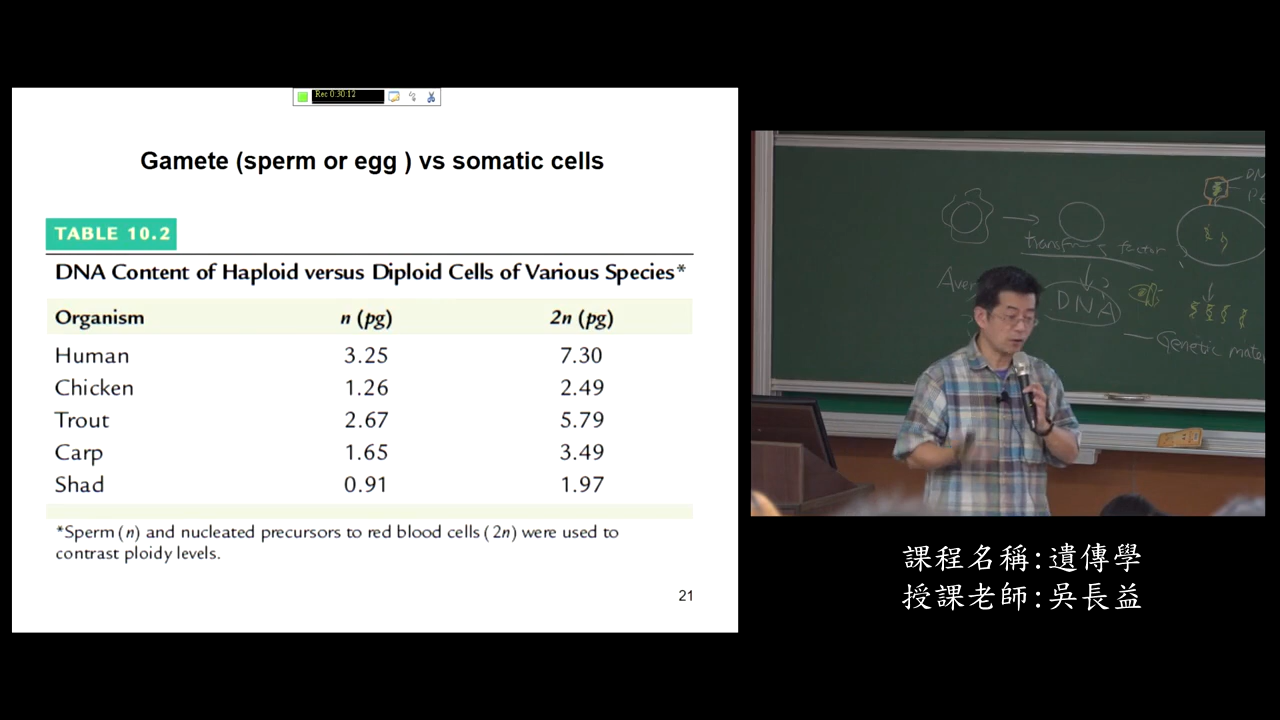 Rec 0:30:12
Gamete (sperm or egg ) vs somatic cells
TABLE 10.2
DNA Content of Haploid versus Diploid Cells of Various Species*
Organism n (pg) 2n (pg)
Human 3.25 7.30
Chicken 1.26 2.49
Trout 2.67 5.79
Carp 1.65 3.49
Shad 0.91 1.97
*Sperm (n) and nucleated precursors to red blood cells (2n) were used to
contrast ploidy levels.
21
factor
Aver
DNA
Genetic mate
課程名稱:遺傳學
授課老師:吳長益